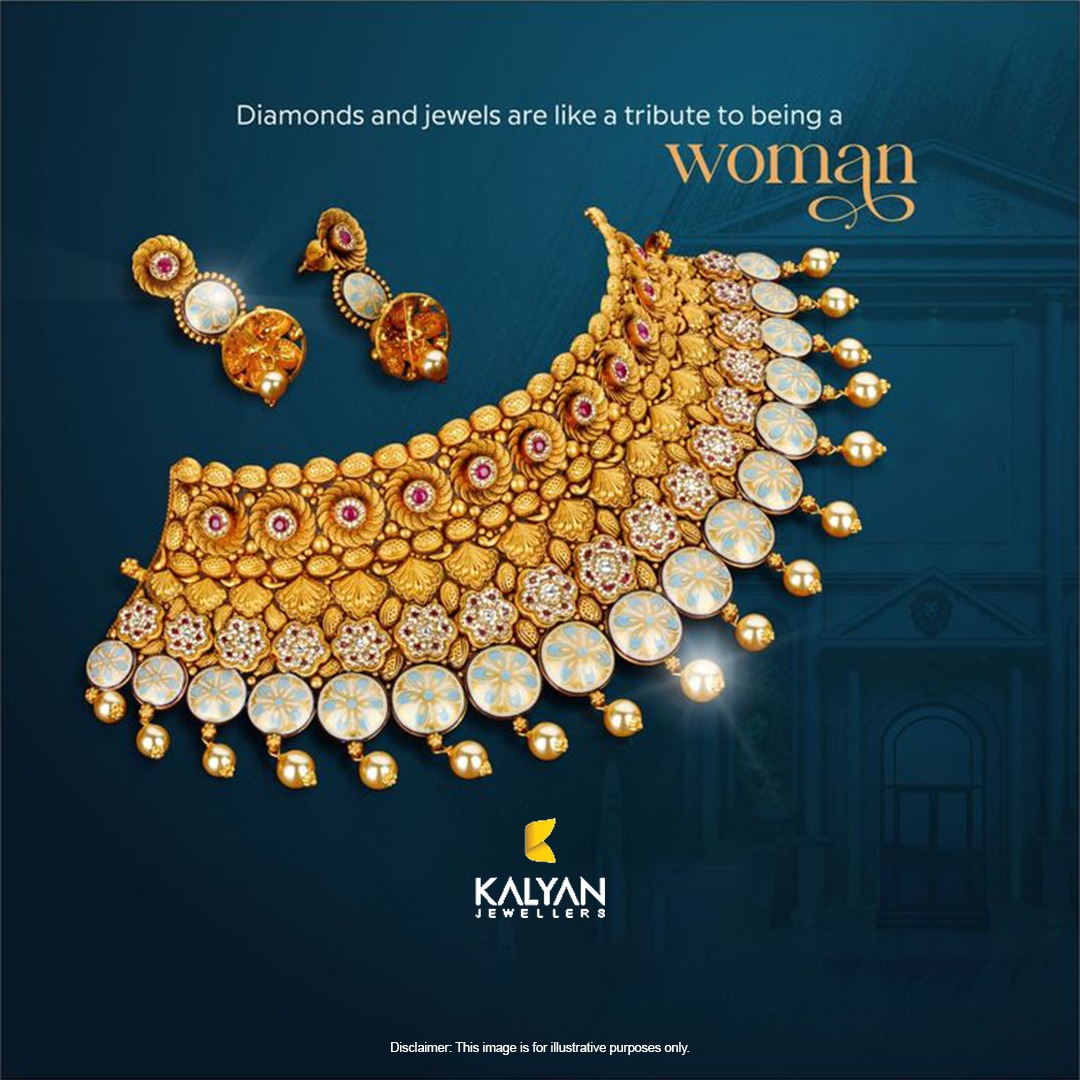 Diamonds and jewels are like a tribute to being a
woman
KALYAN
JEWELLERS
Disclaimer: This image is for illustrative purposes only.